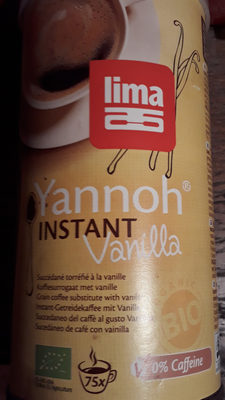 lima
Yannoh®
INSTANT
Vanilla
Succédané torréfié à la vanille
Koffiesurrogaat met vanille
Grain coffee substitute with vanilla
Instant-Getreidekaffee mit Vanille
Succedaneo del caffè al gusto
Sucedáneo de café con vainilla
BIO
75x
0% Caffeine